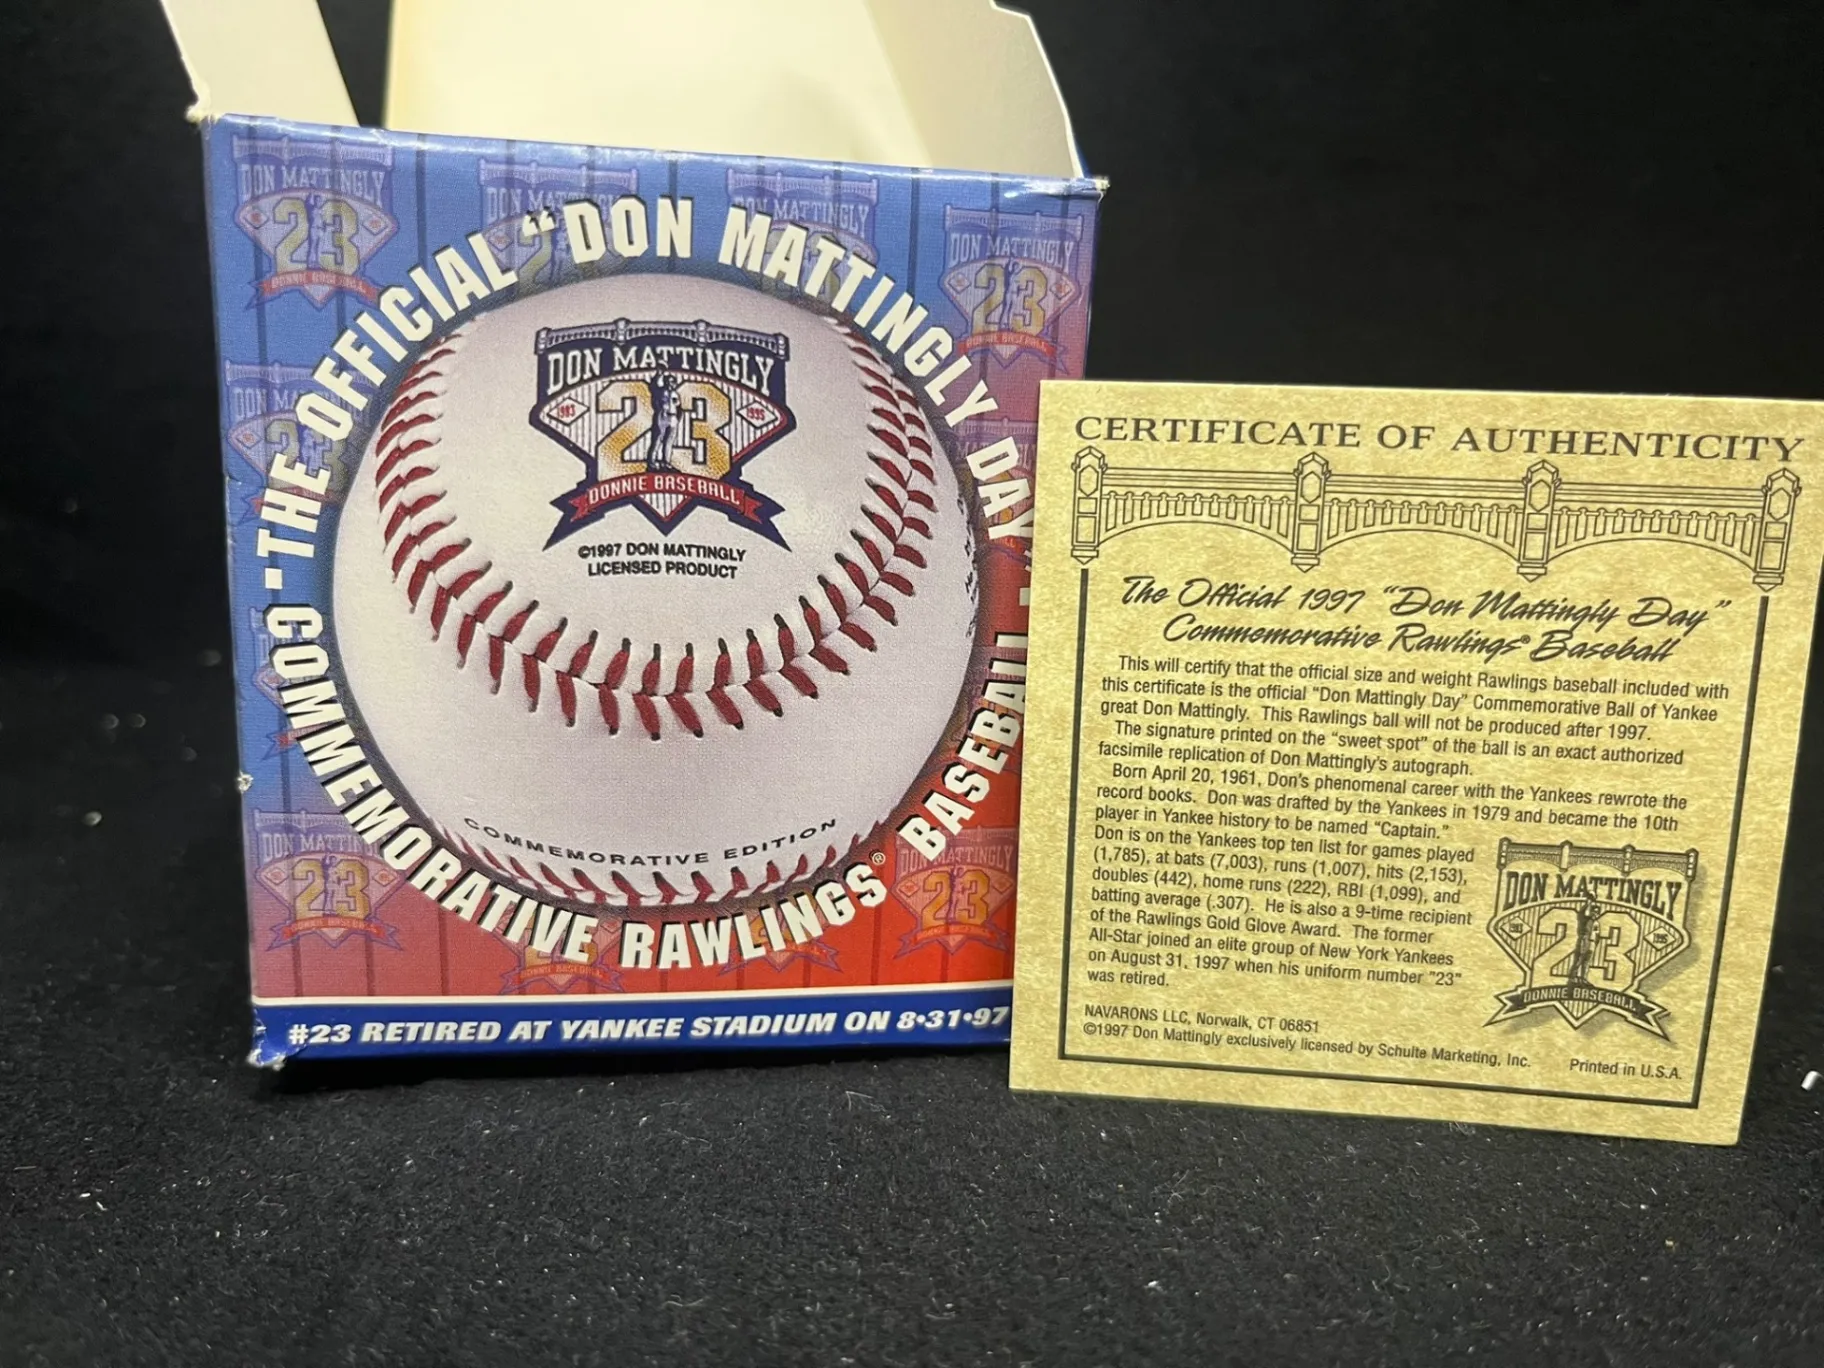 THE OFFICIAL "DON MATTINGLY DAY"
COMMEMORATIVE RAWLINGS® BASEBALL
DON MATTINGLY
23
1983 1995
DONNIE BASEBALL
©1997 DON MATTINGLY
LICENSED PRODUCT
COMMEMORATIVE EDITION
#23 RETIRED AT YANKEE STADIUM ON 8•31•97
CERTIFICATE OF AUTHENTICITY
The Official 1997 "Don Mattingly Day"
Commemorative Rawlings® Baseball
This will certify that the official size and weight Rawlings baseball included with
this certificate is the official "Don Mattingly Day" Commemorative Ball of Yankee
great Don Mattingly. This Rawlings ball will not be produced after 1997.
The signature printed on the "sweet spot" of the ball is an exact authorized
facsimile replication of Don Mattingly's autograph.
Born April 20, 1961, Don's phenomenal career with the Yankees rewrote the
record books. Don was drafted by the Yankees in 1979 and became the 10th
player in Yankee history to be named "Captain."
Don is on the Yankees top ten list for games played
(1,785), at bats (7,003), runs (1,007), hits (2,153),
doubles (442), home runs (222), RBI (1,099), and
batting average (.307). He is also a 9-time recipient
of the Rawlings Gold Glove Award. The former
All-Star joined an elite group of New York Yankees
on August 31, 1997 when his uniform number "23"
was retired.
DON MATTINGLY
23
1983 1995
DONNIE BASEBALL
NAVARONS LLC, Norwalk, CT 06851
©1997 Don Mattingly exclusively licensed by Schulte Marketing, Inc.
Printed in U.S.A.